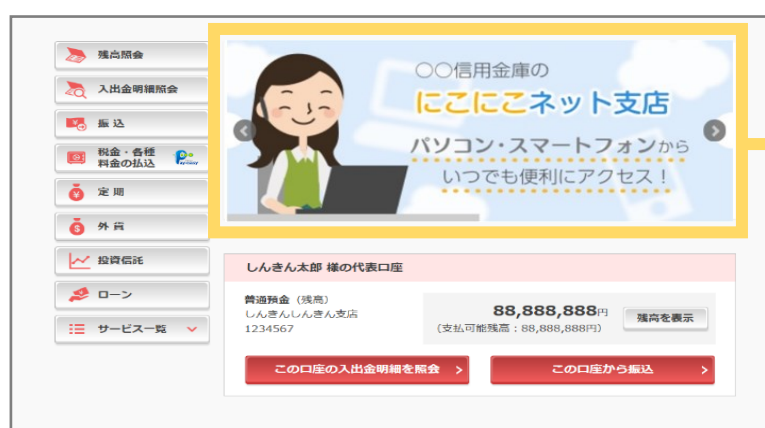 残高照会
入出金明細照会
振込
税金・各種
料金の払込
定期
外貨
投資信託
ローン
サービス一覧
〇〇信用金庫の
にこにこネット支店
パソコン・スマートフォンから
いつでも便利にアクセス！
しんきん太郎 様の代表口座
普通預金（残高）
しんきんしんきん支店
1234567
88,888,888円
（支払可能残高：88,888,888円）
残高を表示
この口座の入出金明細を照会
この口座から振込